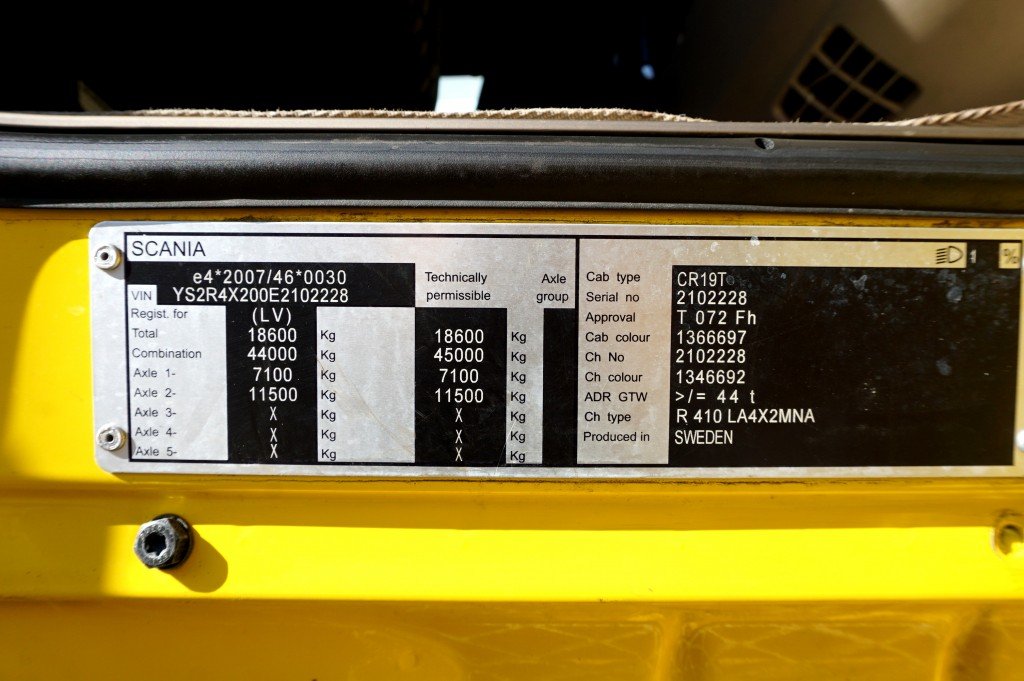 SCANIA
e4*2007/46*0030
VIN YS2R4X200E2102228
Technically permissible
Axle group
Regist. for (LV)
Total 18600 Kg 18600 Kg
Combination 44000 Kg 45000 Kg
Axle 1- 7100 Kg 7100 Kg
Axle 2- 11500 Kg 11500 Kg
Axle 3- X Kg X Kg
Axle 4- X Kg X Kg
Axle 5- X Kg X Kg
1 %
Cab type CR19T
Serial no 2102228
Approval T 072 Fh
Cab colour 1366697
Ch No 2102228
Ch colour 1346692
ADR GTW >/= 44 t
Ch type R 410 LA4X2MNA
Produced in SWEDEN